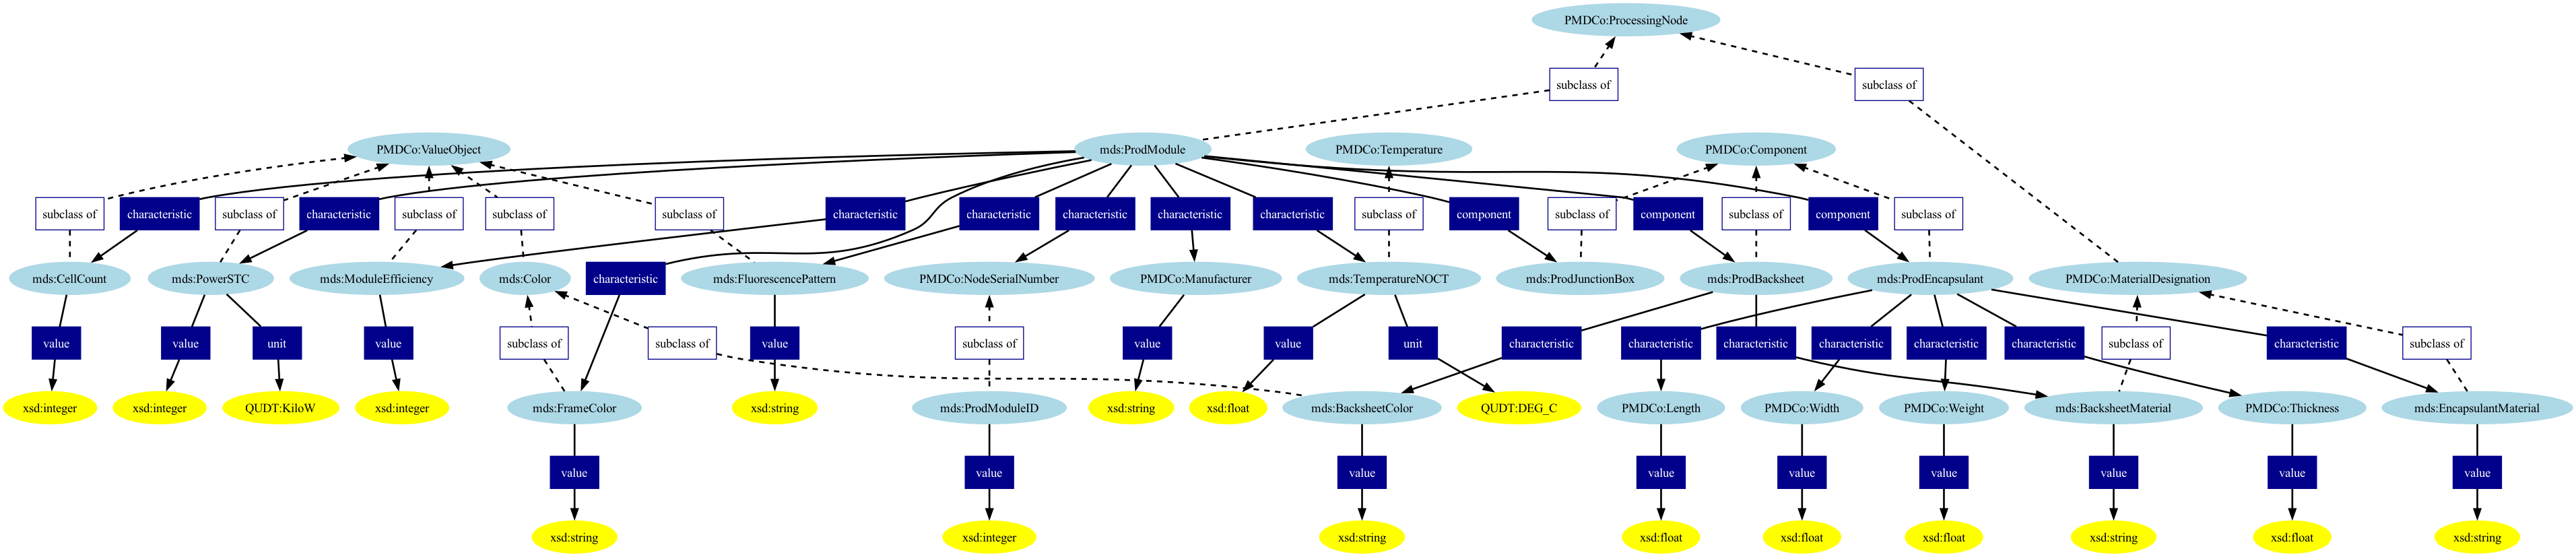 PMDCo:ProcessingNode
subclass of
subclass of
PMDCo:ValueObject
mds:ProdModule
PMDCo:Temperature
PMDCo:Component
subclass of
characteristic
subclass of
characteristic
subclass of
subclass of
subclass of
characteristic
characteristic
characteristic
characteristic
characteristic
subclass of
component
subclass of
component
subclass of
component
subclass of
mds:CellCount
mds:PowerSTC
mds:ModuleEfficiency
mds:Color
characteristic
mds:FluorescencePattern
PMDCo:NodeSerialNumber
PMDCo:Manufacturer
mds:TemperatureNOCT
mds:ProdJunctionBox
mds:ProdBacksheet
mds:ProdEncapsulant
PMDCo:MaterialDesignation
value
value
unit
value
subclass of
subclass of
value
subclass of
value
value
unit
characteristic
characteristic
characteristic
characteristic
characteristic
characteristic
subclass of
characteristic
subclass of
xsd:integer
xsd:integer
QUDT:KiloW
xsd:integer
mds:FrameColor
xsd:string
mds:ProdModuleID
xsd:string
xsd:float
mds:BacksheetColor
QUDT:DEG_C
PMDCo:Length
PMDCo:Width
PMDCo:Weight
mds:BacksheetMaterial
PMDCo:Thickness
mds:EncapsulantMaterial
value
value
value
value
value
value
value
value
value
xsd:string
xsd:integer
xsd:string
xsd:float
xsd:float
xsd:float
xsd:string
xsd:float
xsd:string